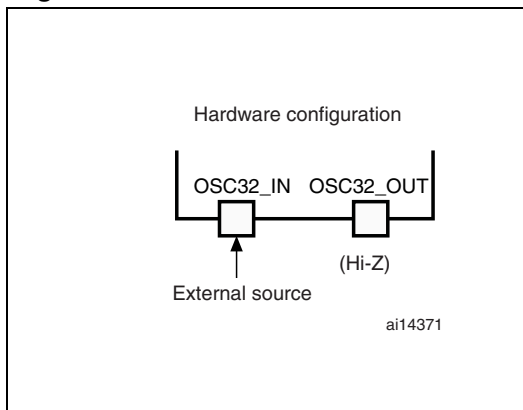 Hardware configuration
OSC32_IN OSC32_OUT
(Hi-Z)
External source
ai14371